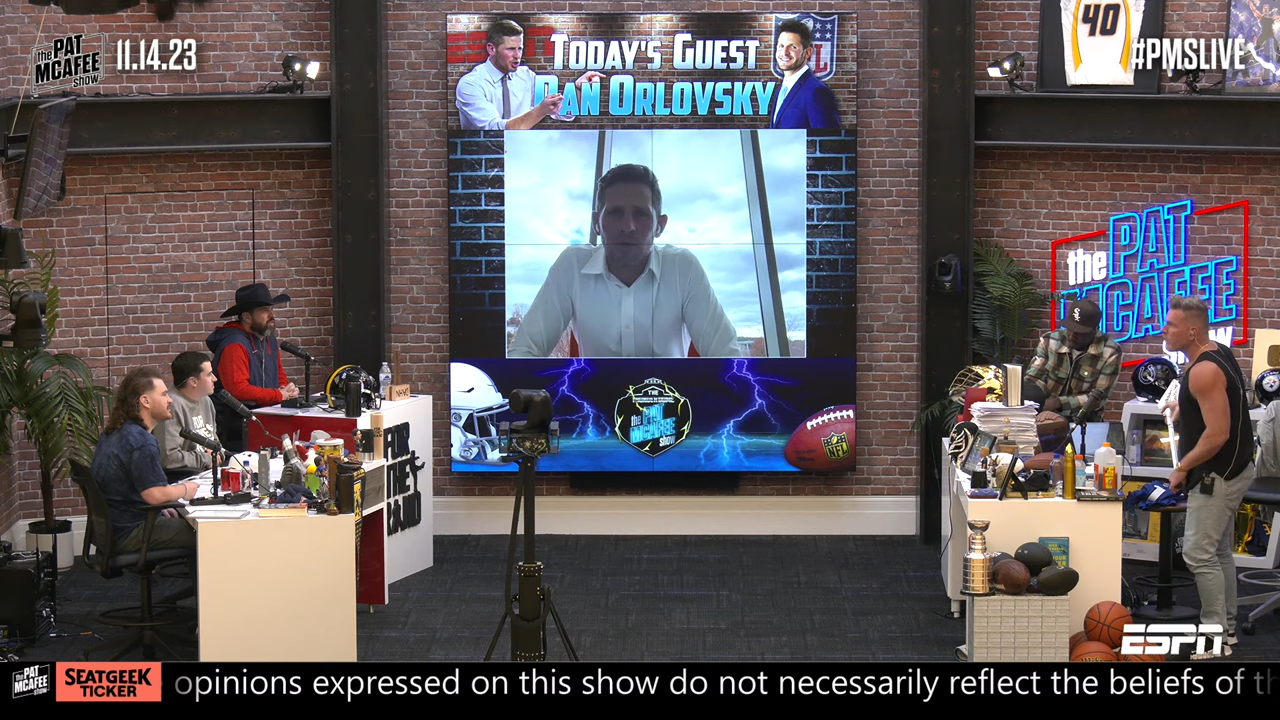 the
PAT
MCAFEE
show
11.14.23
TODAY'S GUEST
DAN ORLOVSKY
40
#PMSLIVE
the PAT
MCAFEE
FOR
THE
BRAND
the
PAT
MCAFEE
show
NFL
ESPN
the
PAT
MCAFEE
show
SEATGEEK
TICKER
opinions expressed on this show do not necessarily reflect the beliefs of th